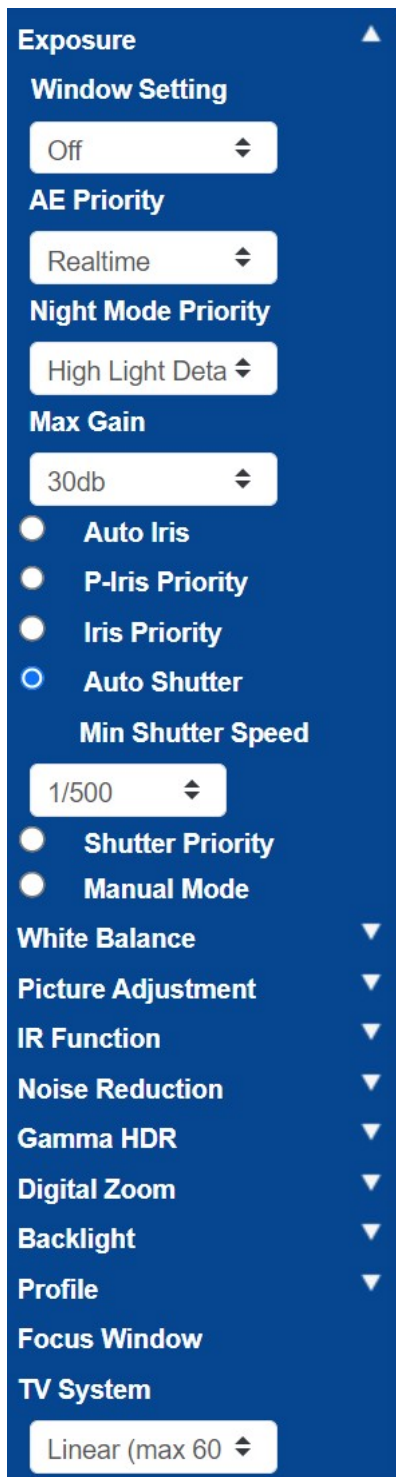 Exposure
Window Setting
Off
AE Priority
Realtime
Night Mode Priority
High Light Deta
Max Gain
30db
Auto Iris
P-Iris Priority
Iris Priority
Auto Shutter
Min Shutter Speed
1/500
Shutter Priority
Manual Mode
White Balance
Picture Adjustment
IR Function
Noise Reduction
Gamma HDR
Digital Zoom
Backlight
Profile
Focus Window
TV System
Linear (max 60